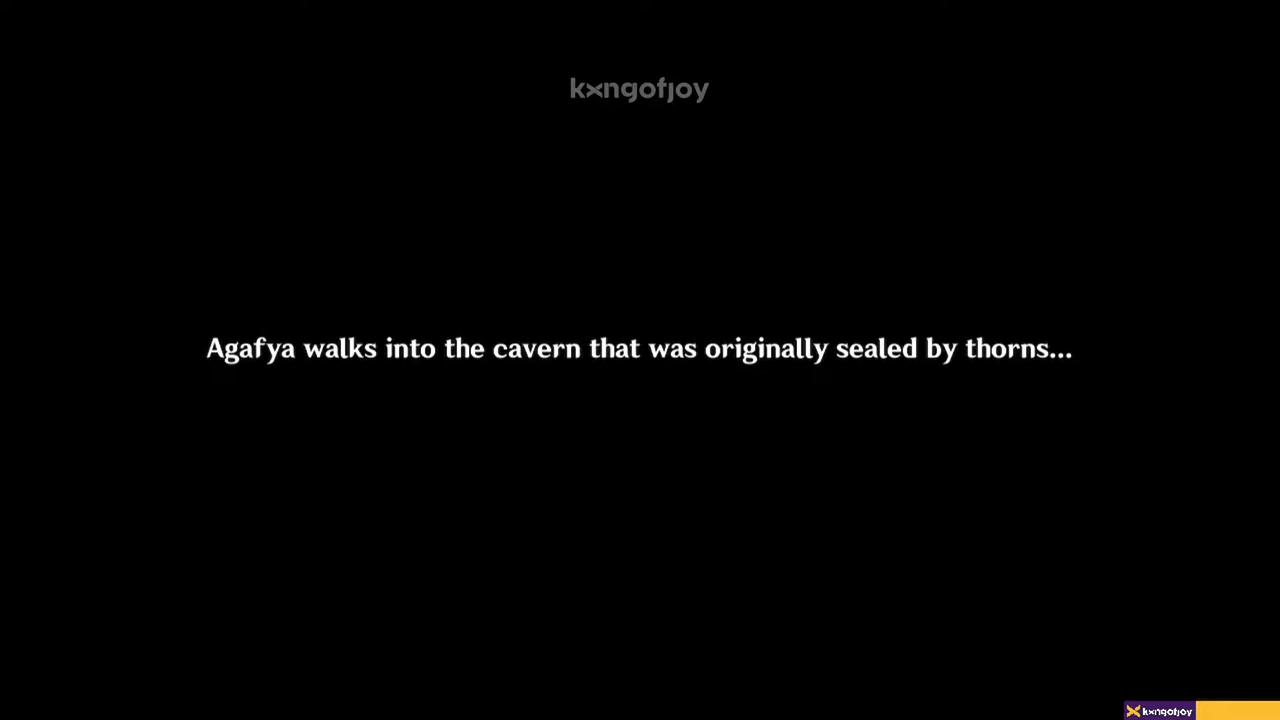 kxngofjoy
Agafya walks into the cavern that was originally sealed by thorns...
kxngofjoy